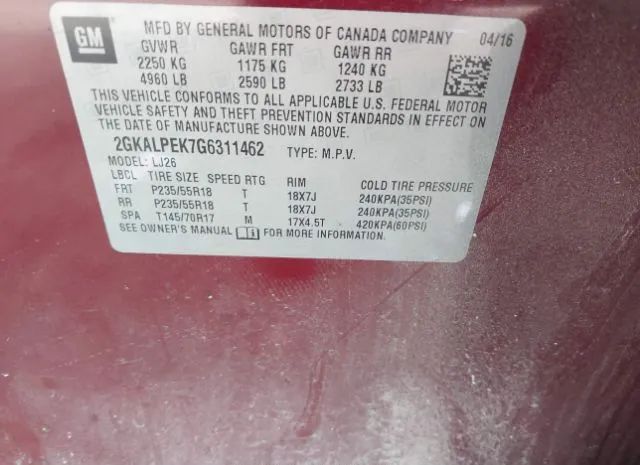 GM
MFD BY GENERAL MOTORS OF CANADA COMPANY 04/16
GVWR GAWR FRT GAWR RR
2250 KG 1175 KG 1240 KG
4960 LB 2590 LB 2733 LB
THIS VEHICLE CONFORMS TO ALL APPLICABLE U.S. FEDERAL MOTOR
VEHICLE SAFETY AND THEFT PREVENTION STANDARDS IN EFFECT ON
THE DATE OF MANUFACTURE SHOWN ABOVE.
2GKALPEK7G6311462 TYPE: M.P.V.
MODEL: LJ26
LBCL TIRE SIZE SPEED RTG RIM COLD TIRE PRESSURE
FRT P235/55R18 T 18X7J 240KPA(35PSI)
RR P235/55R18 T 18X7J 240KPA(35PSI)
SPA T145/70R17 M 17X4.5T 420KPA(60PSI)
SEE OWNER'S MANUAL FOR MORE INFORMATION.